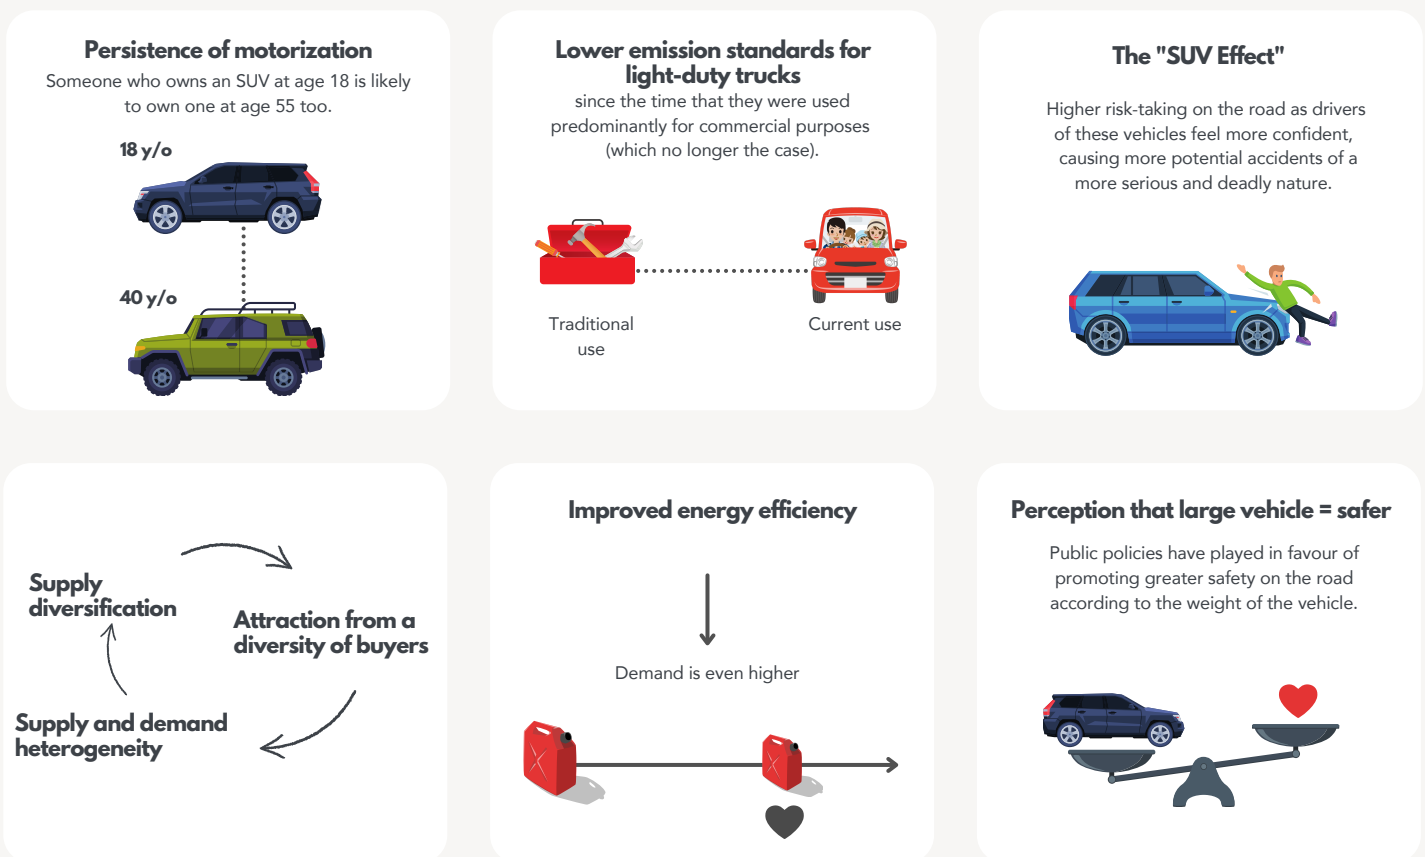 Persistence of motorization
Someone who owns an SUV at age 18 is likely
to own one at age 55 too.
18 y/o
40 y/o
Lower emission standards for
light-duty trucks
since the time that they were used
predominantly for commercial purposes
(which no longer the case).
Traditional
use
Current use
The "SUV Effect"
Higher risk-taking on the road as drivers
of these vehicles feel more confident,
causing more potential accidents of a
more serious and deadly nature.
Supply
diversification
Attraction from a
diversity of buyers
Supply and demand
heterogeneity
Improved energy efficiency
Demand is even higher
Perception that large vehicle = safer
Public policies have played in favour of
promoting greater safety on the road
according to the weight of the vehicle.